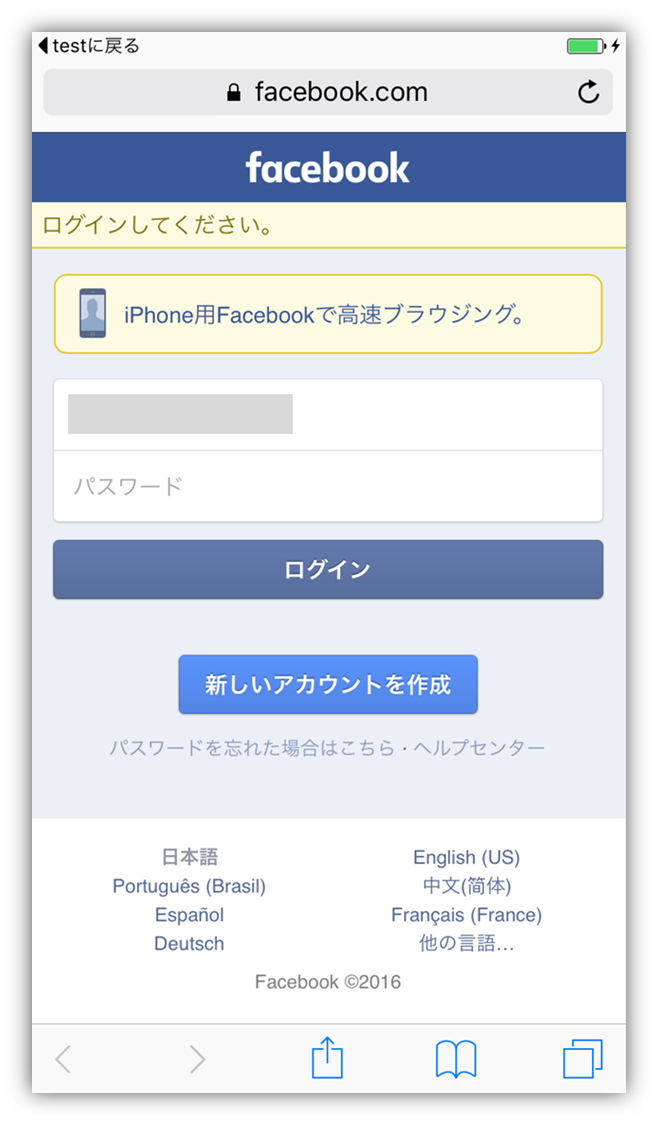 testに戻る
facebook.com
facebook
ログインしてください。
iPhone用Facebookで高速ブラウジング。
パスワード
ログイン
新しいアカウントを作成
パスワードを忘れた場合はこちら · ヘルプセンター
日本語
English (US)
Português (Brasil)
中文(简体)
Español
Français (France)
Deutsch
他の言語...
Facebook ©2016